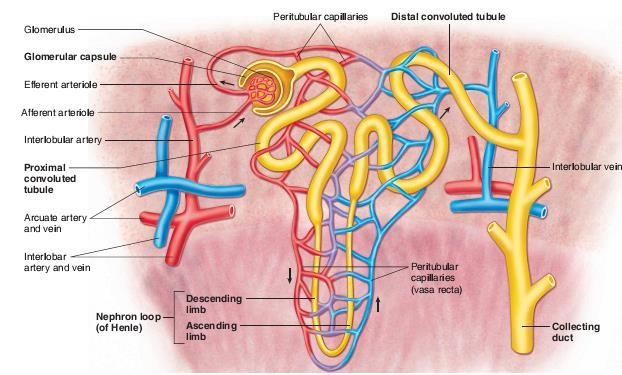 Glomerulus
Glomerular capsule
Efferent arteriole
Afferent arteriole
Interlobular artery
Proximal
convoluted
tubule
Arcuate artery
and vein
Interlobar
artery and vein
Nephron loop
(of Henle)
Descending
limb
Ascending
limb
Peritubular capillaries
Distal convoluted tubule
Interlobular vein
Peritubular
capillaries
(vasa recta)
Collecting
duct